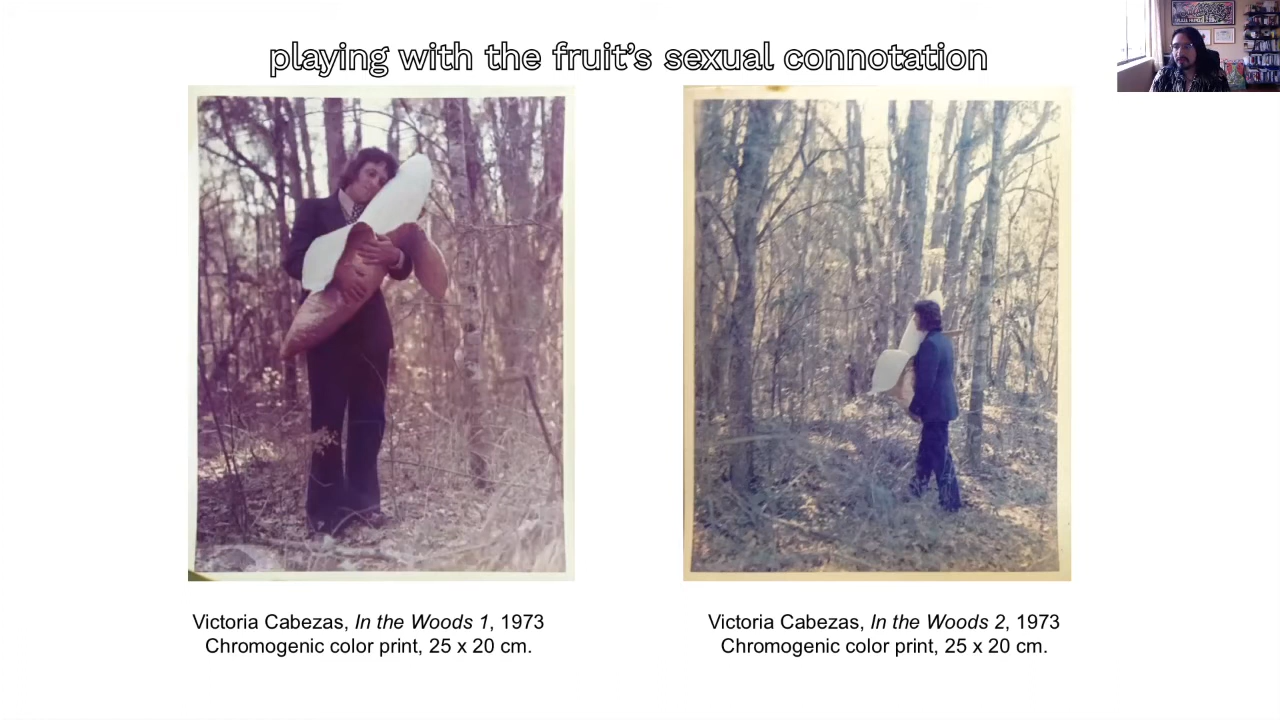 playing with the fruit's sexual connotation
Victoria Cabezas, In the Woods 1, 1973
Chromogenic color print, 25 x 20 cm.
Victoria Cabezas, In the Woods 2, 1973
Chromogenic color print, 25 x 20 cm.